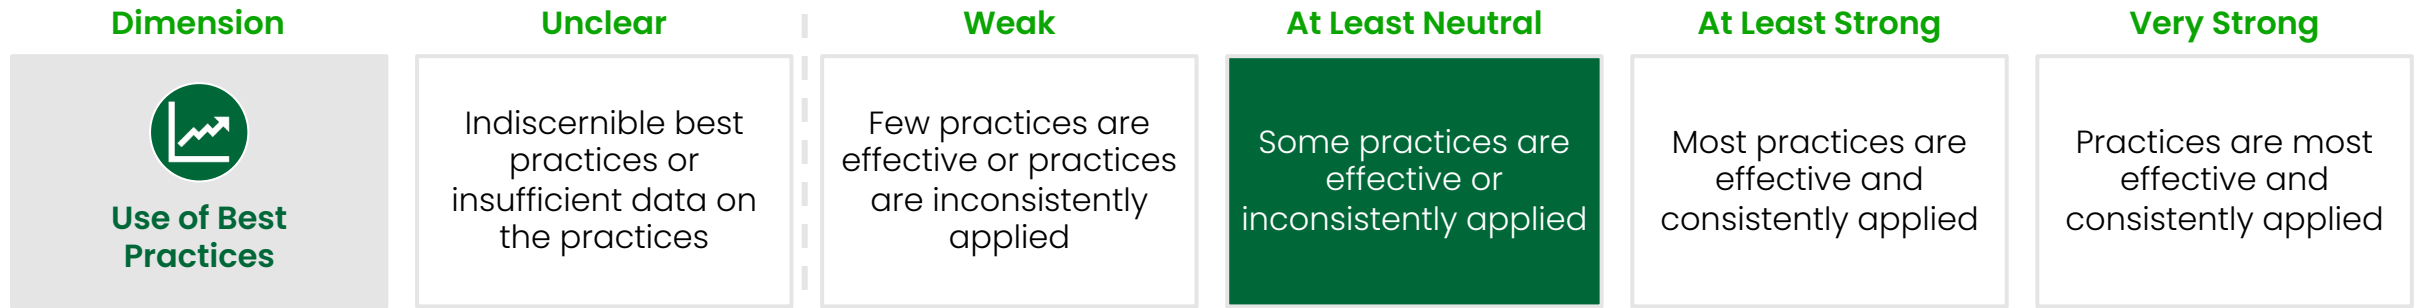 Dimension
Unclear
Weak
At Least Neutral
At Least Strong
Very Strong
Use of Best
Practices
Indiscernible best
practices or
insufficient data on
the practices
Few practices are
effective or practices
are inconsistently
applied
Some practices are
effective or
inconsistently applied
Most practices are
effective and
consistently applied
Practices are most
effective and
consistently applied